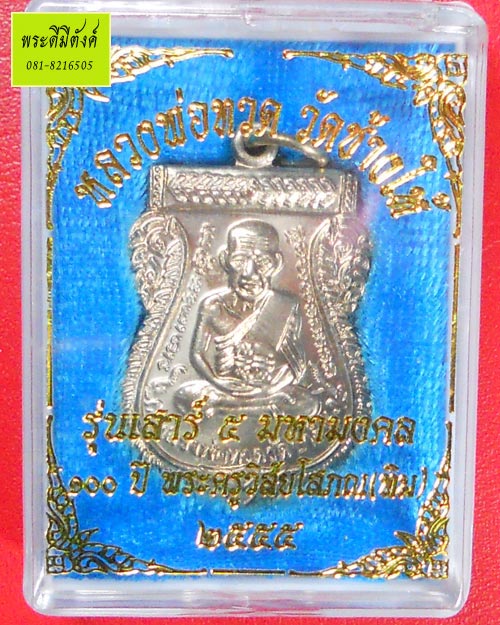 พระดีมีตังค์
081-8216505
หลวงพ่อทวด วัดช้างให้
รุ่นเสาร์ ๕ มหามงคล
๑๐๐ ปี พระครูวิสัยโสภณ(ทิม)
๒๕๕๕